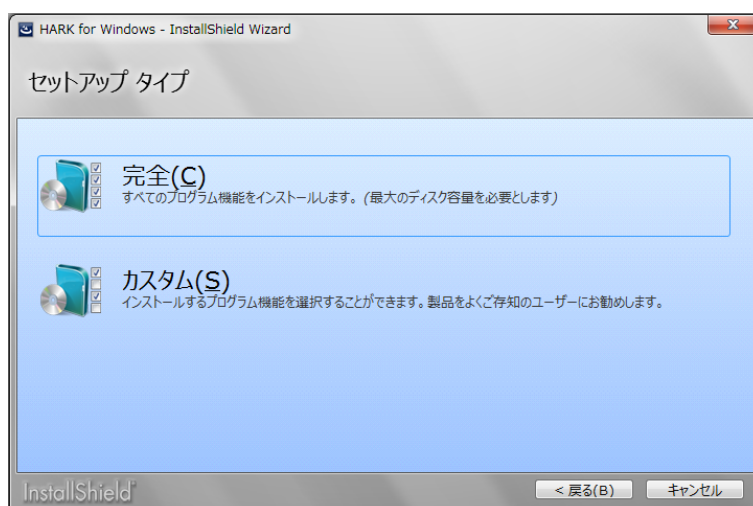 HARK for Windows - InstallShield Wizard
セットアップ タイプ
完全(C)
すべてのプログラム機能をインストールします。(最大のディスク容量を必要とします)
カスタム(S)
インストールするプログラム機能を選択することができます。製品をよくご存知のユーザーにお勧めします。
InstallShield
< 戻る(B)
キャンセル